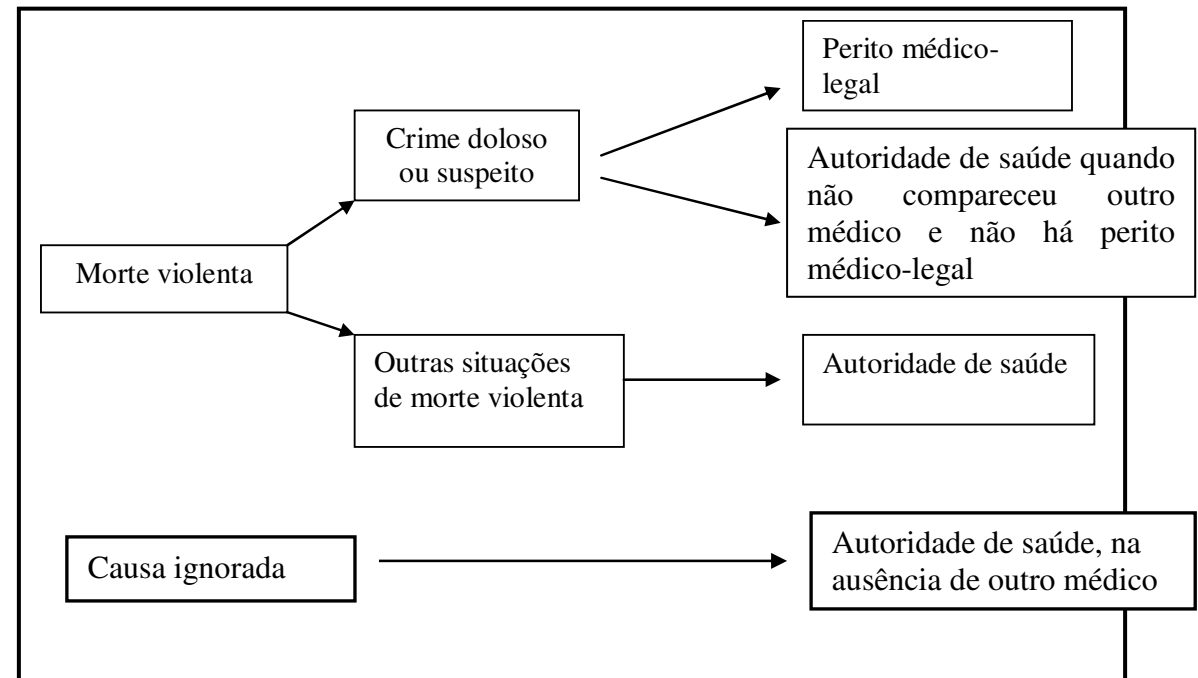 Perito médico-
legal
Crime doloso
ou suspeito
Autoridade de saúde quando
não compareceu outro
médico e não há perito
médico-legal
Morte violenta
Outras situações
de morte violenta
Autoridade de saúde
Causa ignorada
Autoridade de saúde, na
ausência de outro médico